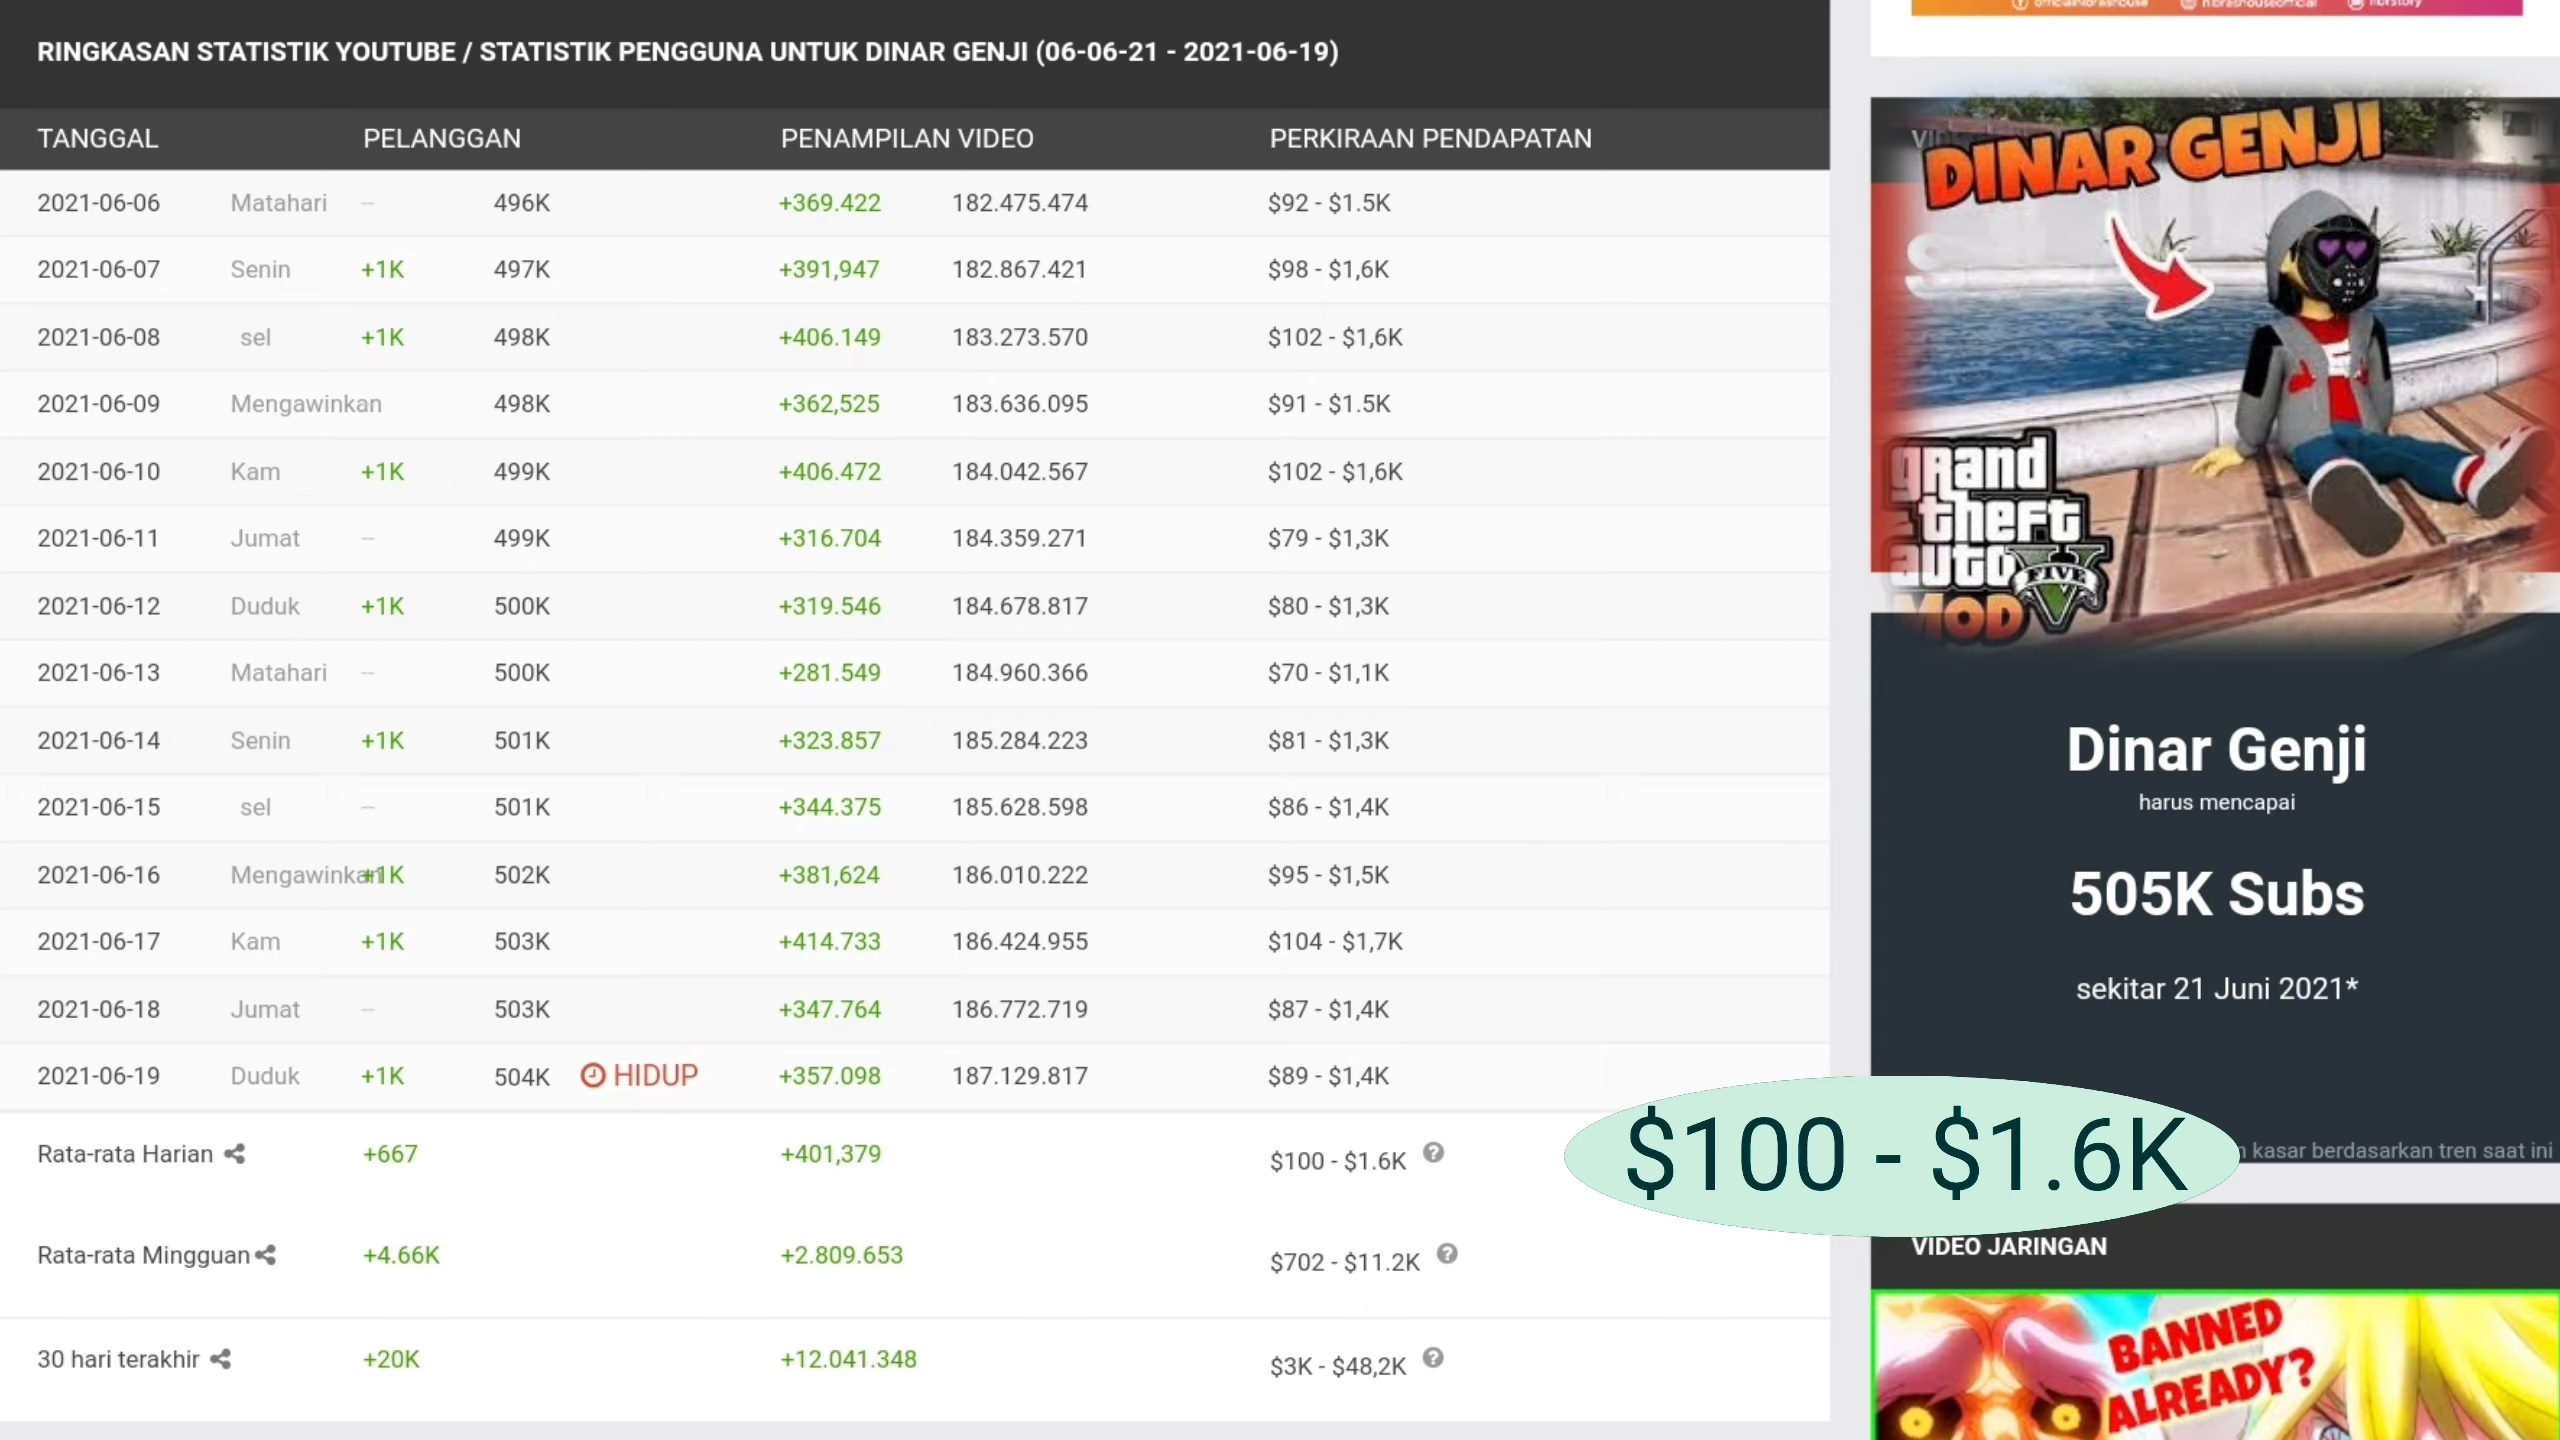 RINGKASAN STATISTIK YOUTUBE / STATISTIK PENGGUNA UNTUK DINAR GENJI (06-06-21 - 2021-06-19)
TANGGAL PELANGGAN PENAMPILAN VIDEO PERKIRAAN PENDAPATAN
2021-06-06 Matahari -- 496K +369.422 182.475.474 $92 - $1.5K
2021-06-07 Senin +1K 497K +391,947 182.867.421 $98 - $1,6K
2021-06-08 sel +1K 498K +406.149 183.273.570 $102 - $1,6K
2021-06-09 Mengawinkan 498K +362,525 183.636.095 $91 - $1.5K
2021-06-10 Kam +1K 499K +406.472 184.042.567 $102 - $1,6K
2021-06-11 Jumat -- 499K +316.704 184.359.271 $79 - $1,3K
2021-06-12 Duduk +1K 500K +319.546 184.678.817 $80 - $1,3K
2021-06-13 Matahari -- 500K +281.549 184.960.366 $70 - $1,1K
2021-06-14 Senin +1K 501K +323.857 185.284.223 $81 - $1,3K
2021-06-15 sel -- 501K +344.375 185.628.598 $86 - $1,4K
2021-06-16 Mengawinkan +1K 502K +381,624 186.010.222 $95 - $1,5K
2021-06-17 Kam +1K 503K +414.733 186.424.955 $104 - $1,7K
2021-06-18 Jumat -- 503K +347.764 186.772.719 $87 - $1,4K
2021-06-19 Duduk +1K 504K HIDUP +357.098 187.129.817 $89 - $1,4K
Rata-rata Harian +667 +401,379 $100 - $1.6K
Rata-rata Mingguan +4.66K +2.809.653 $702 - $11.2K
30 hari terakhir +20K +12.041.348 $3K - $48,2K
$100 - $1.6K
DINAR GENJI
grand
theft
auto
FIVE
MOD
Dinar Genji
harus mencapai
505K Subs
sekitar 21 Juni 2021*
kasar berdasarkan tren saat ini
VIDEO JARINGAN
BANNED
ALREADY?